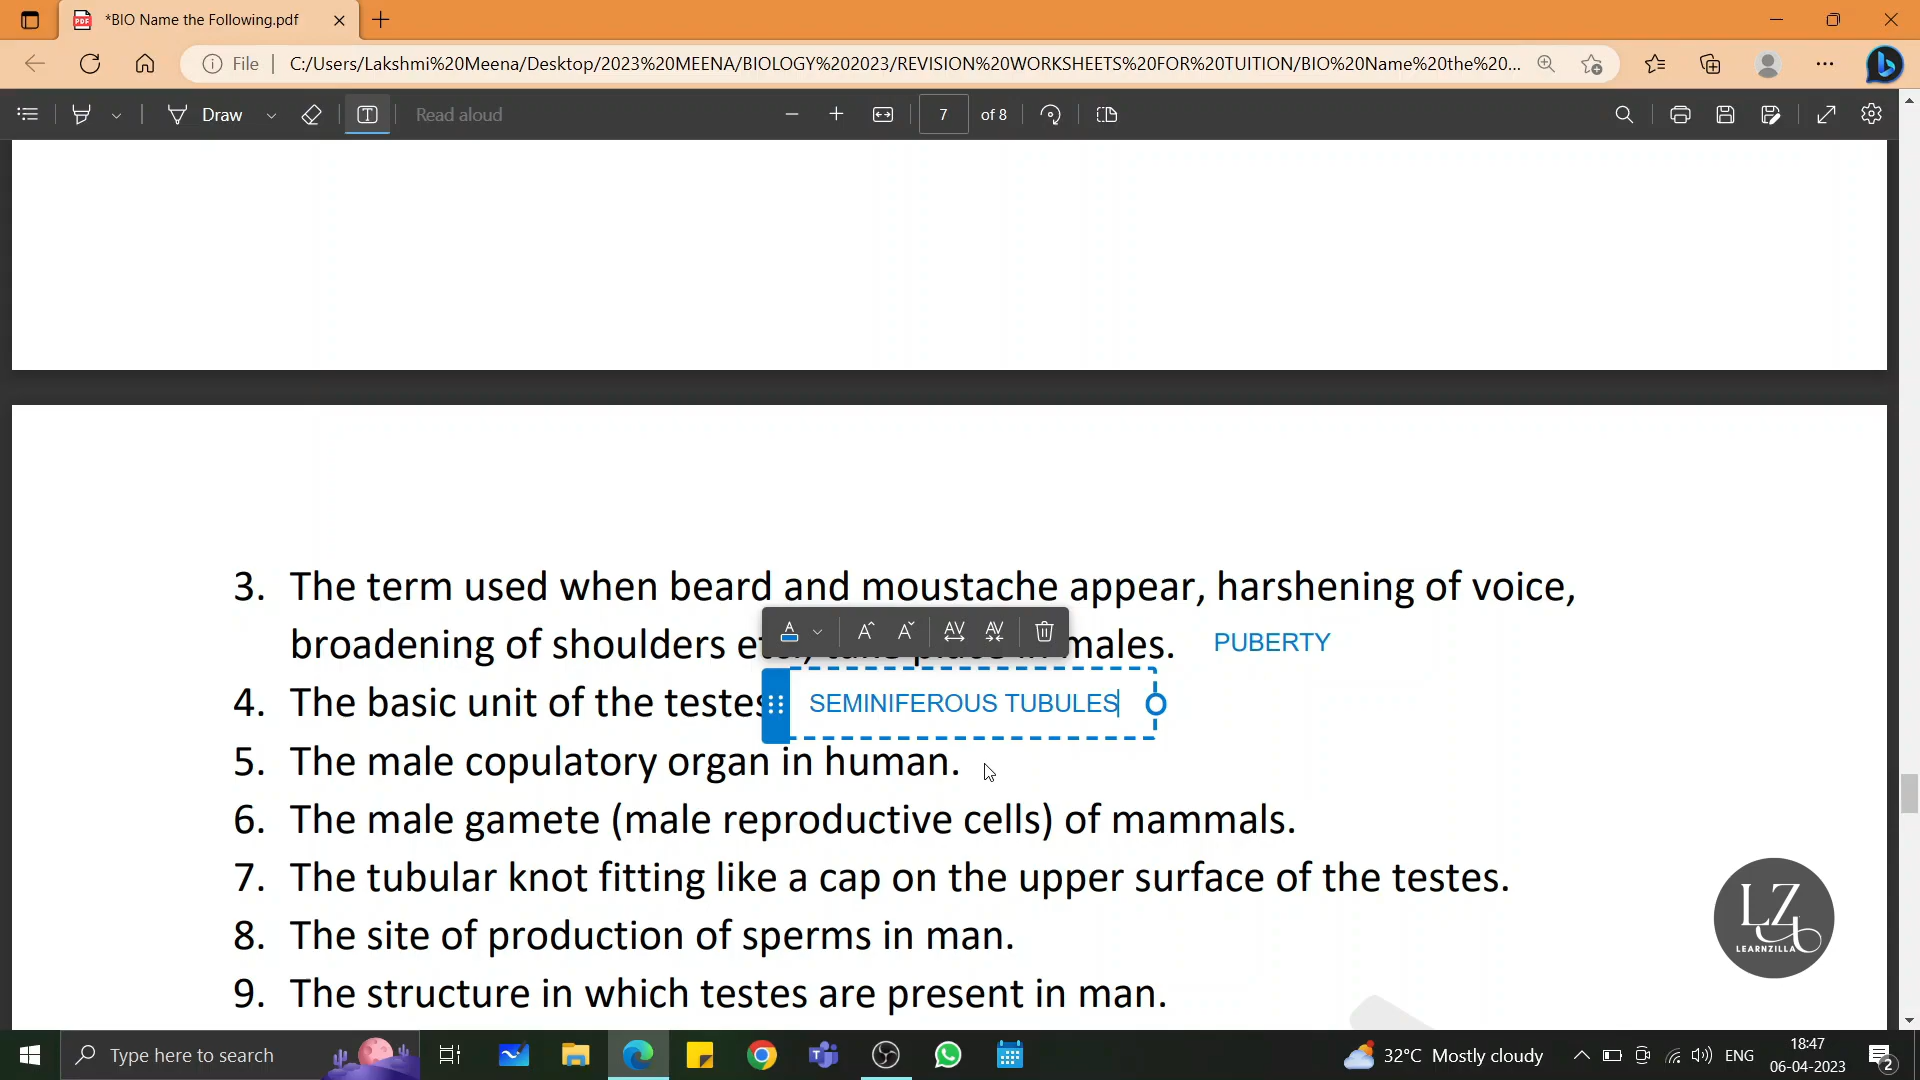 *BIO Name the Following.pdf
File
C:/Users/Lakshmi%20Meena/Desktop/2023%20MEENA/BIOLOGY%202023/REVISION%20WORKSHEETS%20FOR%20TUITION/BIO%20Name%20the%20...
Draw
Read aloud
7 of 8
3. The term used when beard and moustache appear, harshening of voice,
broadening of shoulders males. PUBERTY
4. The basic unit of the testes SEMINIFEROUS TUBULES
5. The male copulatory organ in human.
6. The male gamete (male reproductive cells) of mammals.
7. The tubular knot fitting like a cap on the upper surface of the testes.
8. The site of production of sperms in man.
9. The structure in which testes are present in man.
LZ
LEARNZILLA
Type here to search
32°C Mostly cloudy
ENG
18:47
06-04-2023
2